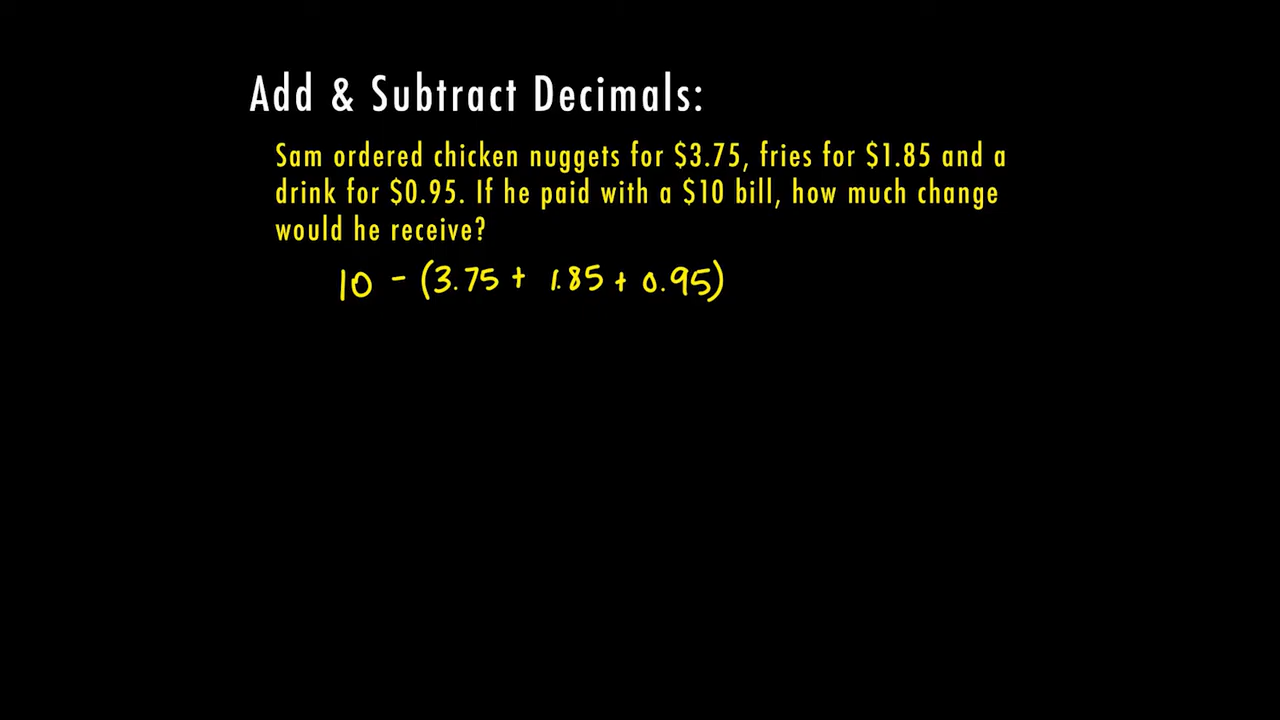 Add & Subtract Decimals:
Sam ordered chicken nuggets for $3.75, fries for $1.85 and a
drink for $0.95. If he paid with a $10 bill, how much change
would he receive?
10 - (3.75 + 1.85 + 0.95)